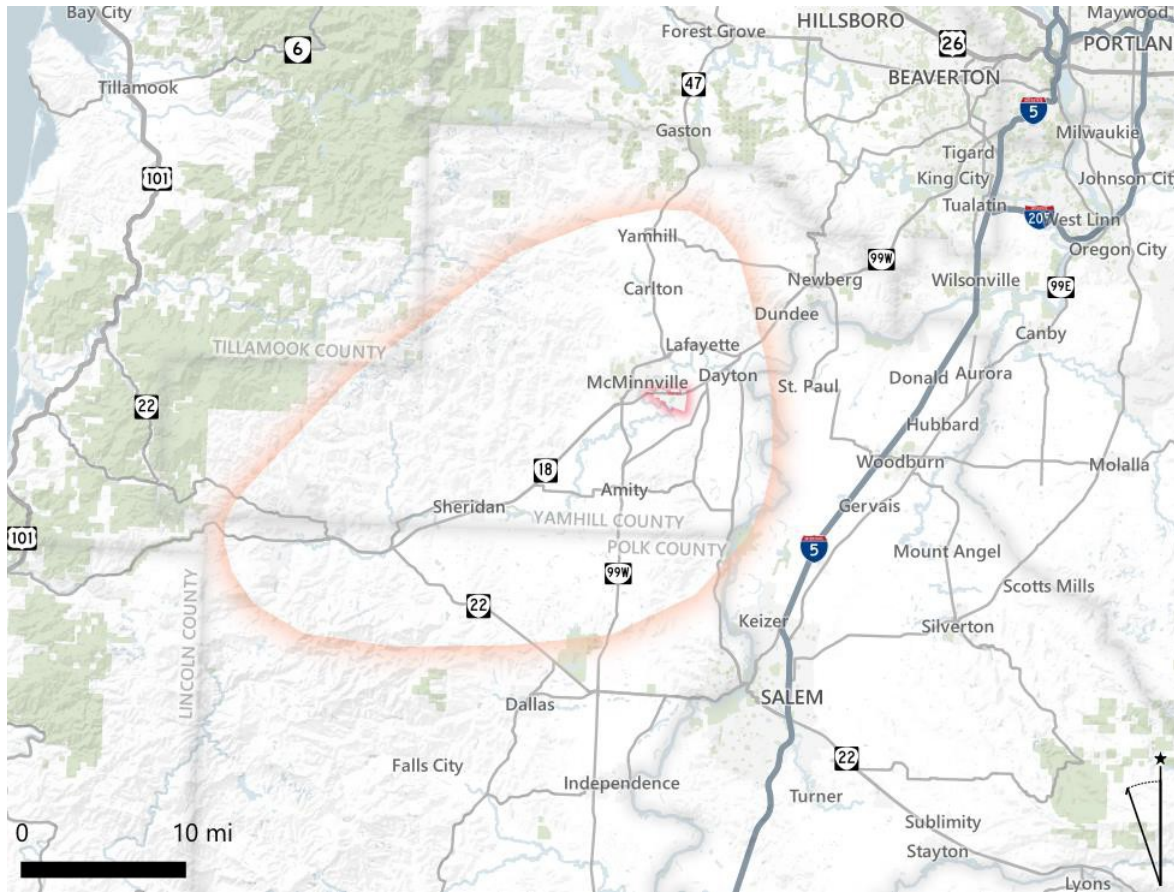 Bay City
HILLSBORO
Maywood
Forest Grove
6
26
PORTLAN
Tillamook
BEAVERTON
47
5
Gaston
Milwaukie
Tigard
101
King City
Johnson Cit
Tualatin
205
West Linn
Yamhill
99W
Oregon City
Newberg
Wilsonville
Carlton
99E
Dundee
Canby
TILLAMOOK COUNTY
Lafayette
McMinnville
Dayton
St. Paul
Donald
Aurora
22
Hubbard
Woodburn
Molalla
18
Amity
Sheridan
Gervais
YAMHILL COUNTY
101
POLK COUNTY
5
Mount Angel
99W
Scotts Mills
LINCOLN COUNTY
22
Keizer
Silverton
SALEM
Dallas
22
Falls City
Independence
Turner
0
10 mi
Sublimity
Stayton
Lyons